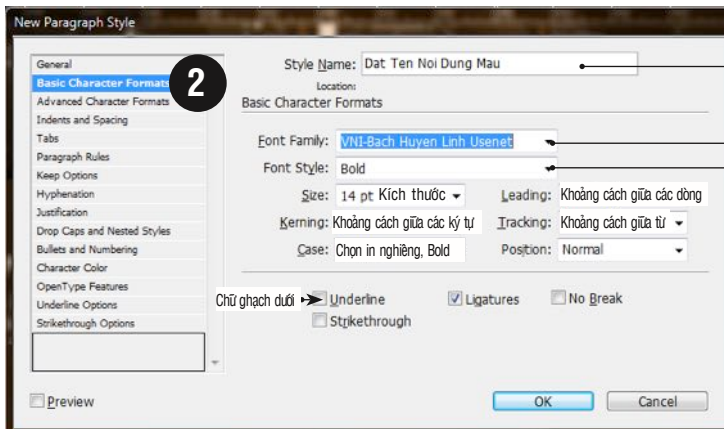 New Paragraph Style
General
Basic Character Formats
Advanced Character Formats
Indents and Spacing
Tabs
Paragraph Rules
Keep Options
Hyphenation
Justification
Drop Caps and Nested Styles
Bullets and Numbering
Character Color
OpenType Features
Underline Options
Strikethrough Options
2
Style Name: Dat Ten Noi Dung Mau
Location:
Basic Character Formats
Font Family: VNI-Bach Huyen Linh Usenet
Font Style: Bold
Size: 14 pt Kích thước Leading: Khoảng cách giữa các dòng
Kerning: Khoảng cách giữa các ký tự Tracking: Khoảng cách giữa từ
Case: Chọn in nghièng, Bold Position: Normal
Chữ ghạch dưới Underline Ligatures No Break
Strikethrough
Preview OK Cancel